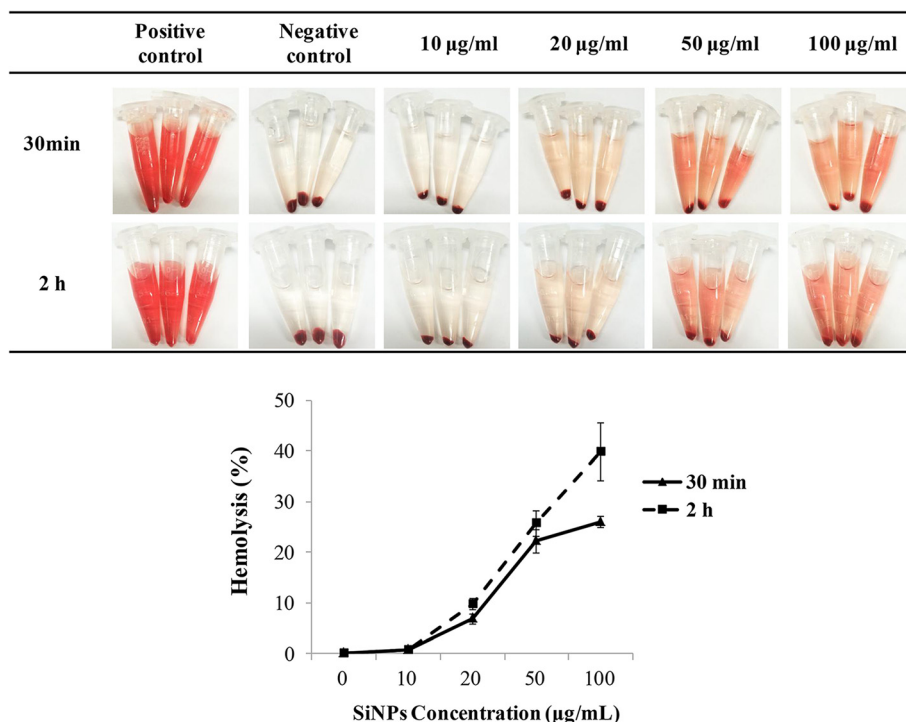 Positive control
Negative control
10 µg/ml
20 µg/ml
50 µg/ml
100 µg/ml
30min
2 h
50
40
30
20
10
0
Hemolysis (%)
30 min
2 h
0
10
20
50
100
SiNPs Concentration (µg/mL)